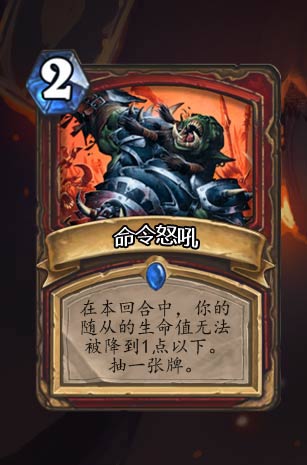 2
命令怒吼
在本回合中，你的
随从的生命值无法
被降到1点以下。
抽一张牌。